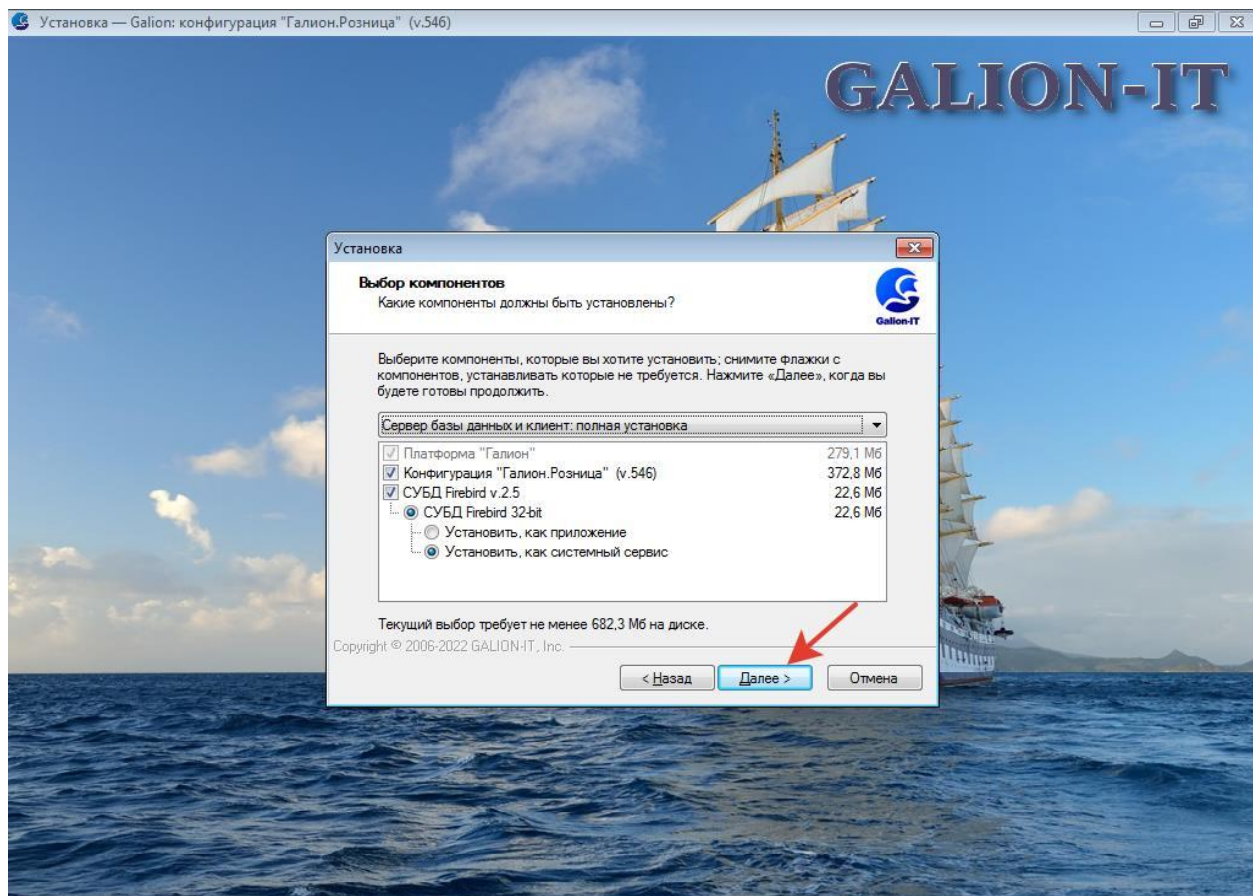 Установка — Galion: конфигурация "Галион.Розница" (v.546)
GALION-IT
Установка
Выбор компонентов
Какие компоненты должны быть установлены?
Galion-IT
Выберите компоненты, которые вы хотите установить; снимите флажки с
компонентов, устанавливать которые не требуется. Нажмите «Далее», когда вы
будете готовы продолжить.
Сервер базы данных и клиент: полная установка
Платформа "Галион" 279,1 Мб
Конфигурация "Галион.Розница" (v.546) 372,8 Мб
СУБД Firebird v.2.5 22,6 Мб
СУБД Firebird 32-bit 22,6 Мб
Установить, как приложение
Установить, как системный сервис
Текущий выбор требует не менее 682,3 Мб на диске.
Copyright © 2006-2022 GALION-IT, Inc.
< Назад Далее > Отмена